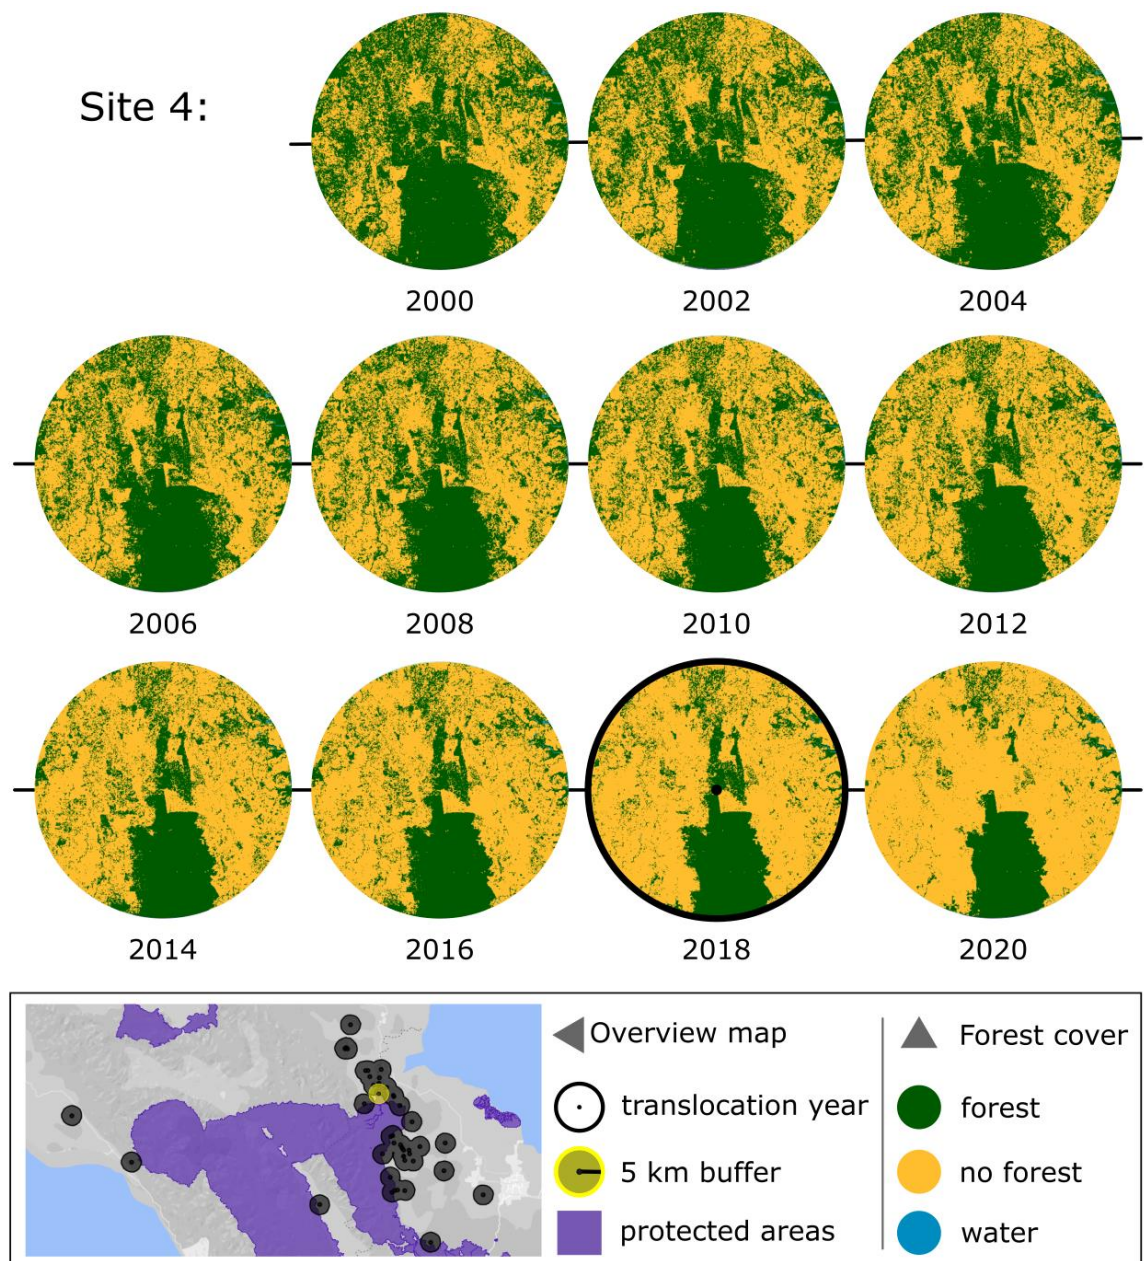 Site 4:
2000
2002
2004
2006
2008
2010
2012
2014
2016
2018
2020
Overview map
translocation year
5 km buffer
protected areas
Forest cover
forest
no forest
water